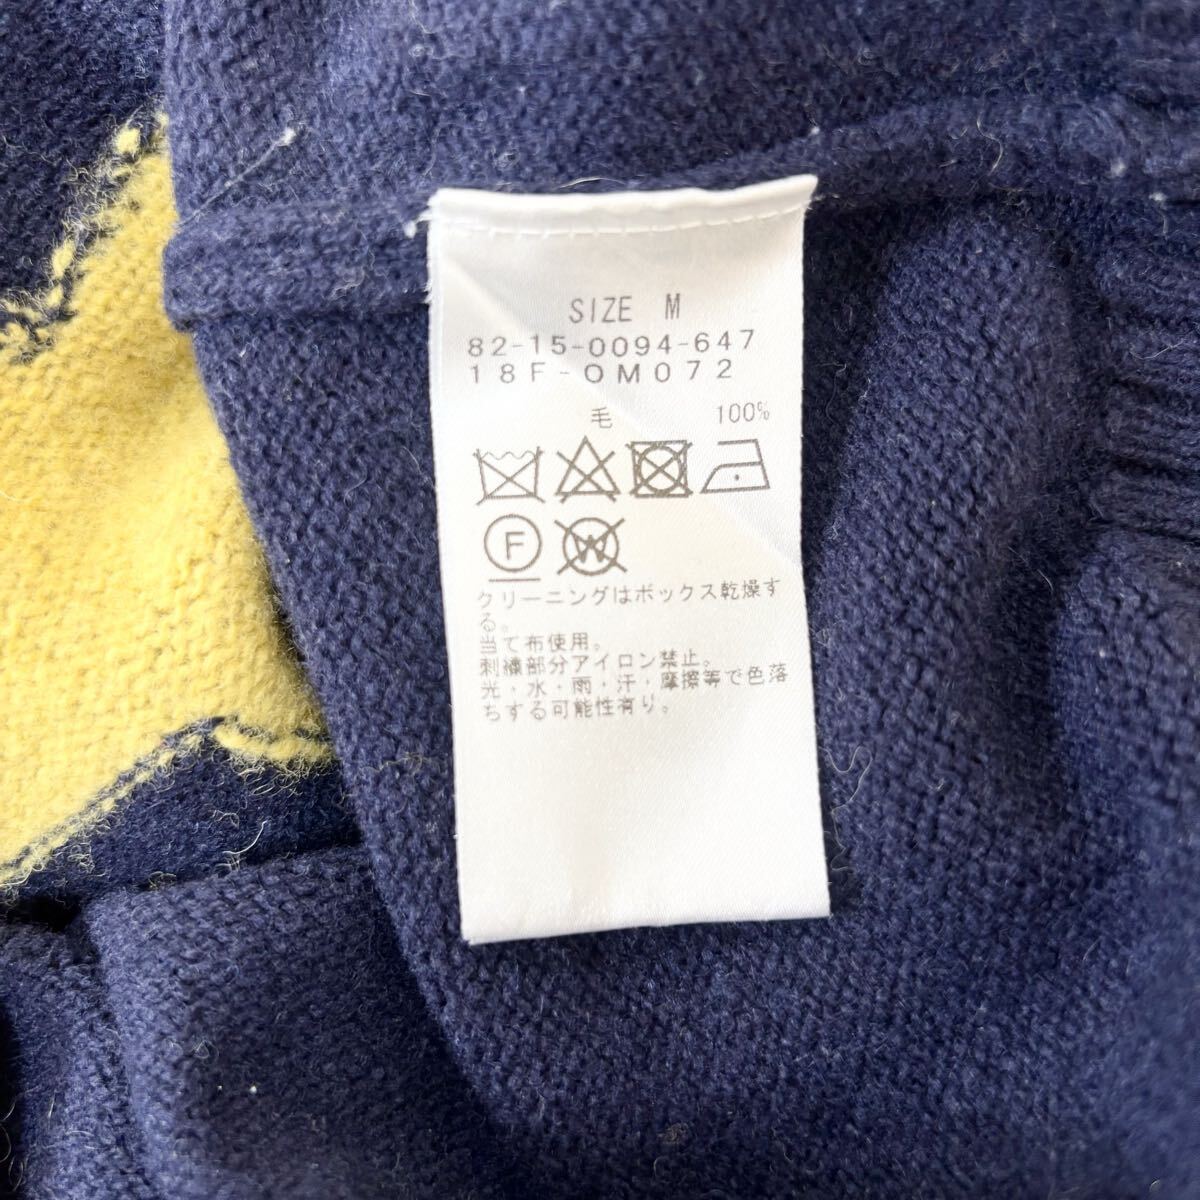 SIZE M
82-15-0094-647
18F-OM072
毛 100%
F W
クリーニングはボックス乾燥す
る。
当て布使用。
刺繍部分アイロン禁止。
光・水・雨・汗・摩擦等で色落
ちする可能性有り。